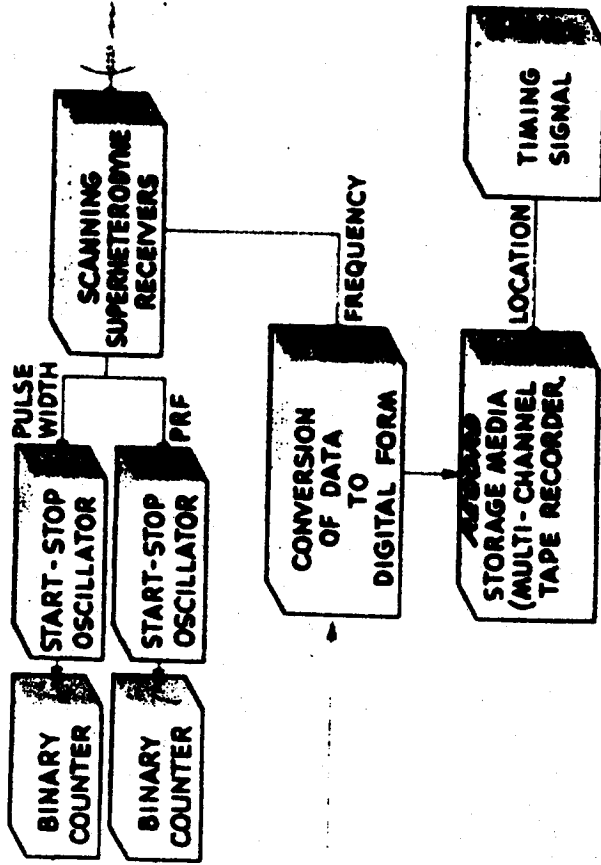 BINARY
COUNTER
START-STOP
OSCILLATOR
PULSE
WIDTH
BINARY
COUNTER
START-STOP
OSCILLATOR
PRF
SCANNING
SUPERHETERODYNE
RECEIVERS
CONVERSION
OF DATA
TO
DIGITAL FORM
FREQUENCY
STORAGE MEDIA
(MULTI-CHANNEL
TAPE RECORDER,
LOCATION
TIMING
SIGNAL